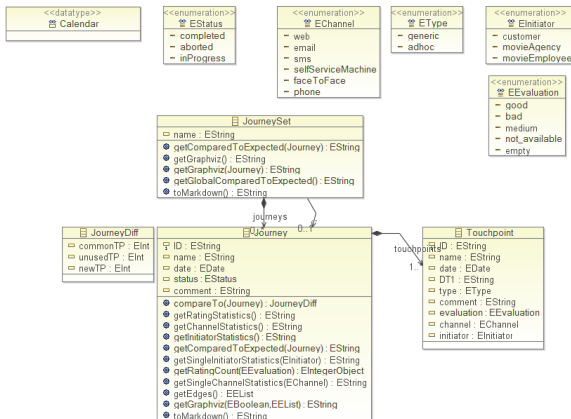 <<datatype>>
Calendar
<<enumeration>>
EStatus
completed
aborted
inProgress
<<enumeration>>
EChannel
web
email
sms
selfServiceMachine
faceToFace
phone
<<enumeration>>
EType
generic
adhoc
<<enumeration>>
EInitiator
customer
movieAgency
movieEmployee
<<enumeration>>
EEvaluation
good
bad
medium
not_available
empty
JourneySet
name : EString
getComparedToExpected(Journey) : EString
getGraphviz() : EString
getGraphviz(Journey) : EString
getGlobalComparedToExpected() : EString
toMarkdown() : EString
journeys
0..1
JourneyDiff
commonTP : EInt
unusedTP : EInt
newTP : EInt
Journey
ID : EString
name : EString
date : EDate
status : EStatus
comment : EString
compareTo(Journey) : JourneyDiff
getRatingStatistics() : EString
getChannelStatistics() : EString
getInitiatorStatistics() : EString
getComparedToExpected(Journey) : EString
getSingleInitiatorStatistics(EInitiator) : EString
getRatingCount(EEvaluation) : EIntegerObject
getSingleChannelStatistics(EChannel) : EString
getEdges() : EEList
getGraphviz(EBoolean,EEList) : EString
toMarkdown() : EString
touchpoints
1..
Touchpoint
ID : EString
name : EString
date : EDate
DT1 : EString
type : EType
comment : EString
evaluation : EEvaluation
channel : EChannel
initiator : EInitiator